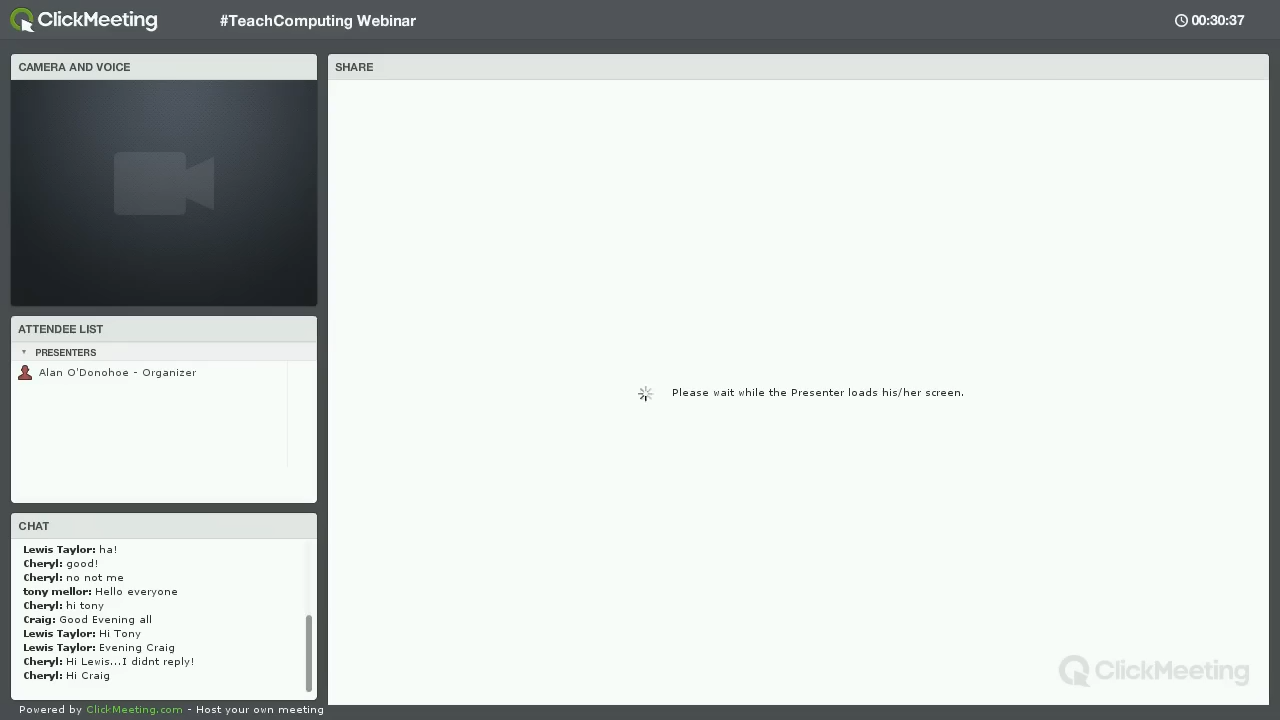 ClickMeeting
#TeachComputing Webinar
00:30:37
CAMERA AND VOICE
SHARE
ATTENDEE LIST
PRESENTERS
Alan O'Donohoe - Organizer
Please wait while the Presenter loads his/her screen.
CHAT
Lewis Taylor: ha!
Cheryl: good!
Cheryl: no not me
tony mellor: Hello everyone
Cheryl: hi tony
Craig: Good Evening all
Lewis Taylor: Hi Tony
Lewis Taylor: Evening Craig
Cheryl: Hi Lewis...I didnt reply!
Cheryl: Hi Craig
ClickMeeting
Powered by ClickMeeting.com - Host your own meeting